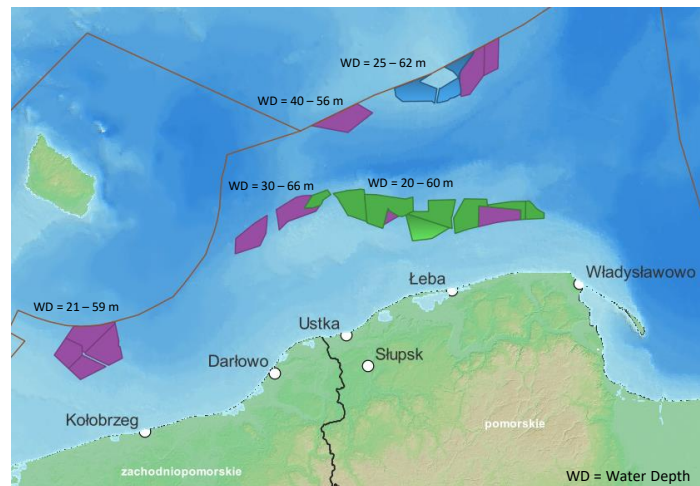 WD = 25 – 62 m
WD = 40 – 56 m
WD = 30 – 66 m
WD = 20 – 60 m
Łeba
Władysławowo
WD = 21 – 59 m
Ustka
Darłowo
Słupsk
Kołobrzeg
pomorskie
zachodniopomorskie
WD = Water Depth